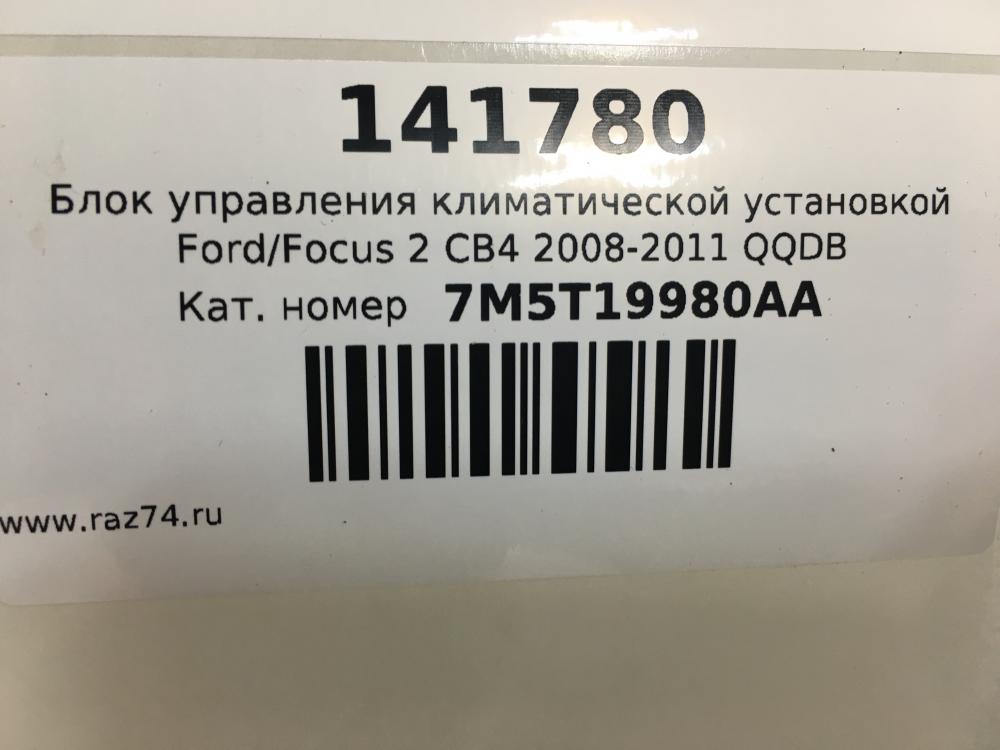 141780
Блок управления климатической установкой
Ford/Focus 2 CB4 2008-2011 QQDB
Кат. номер 7M5T19980AA
www.raz74.ru